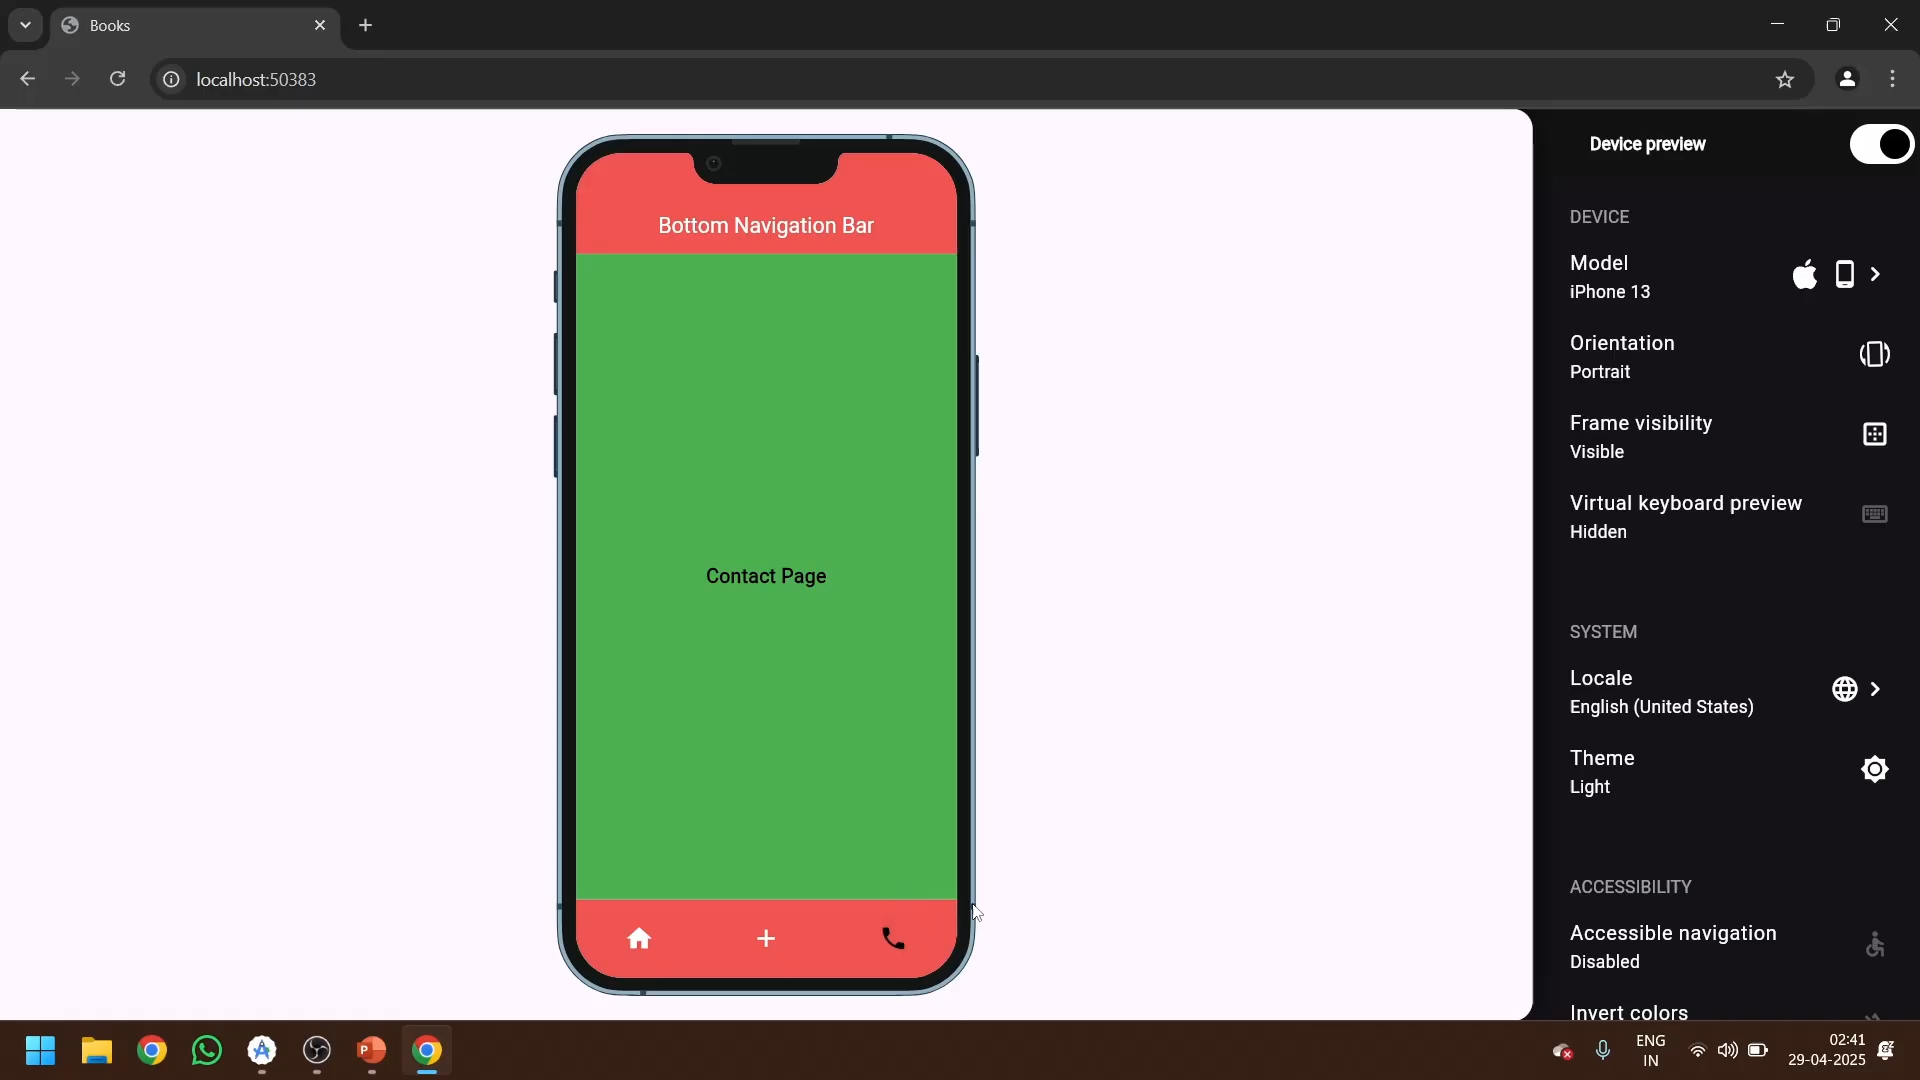 Books
localhost:50383
Device preview
Bottom Navigation Bar
DEVICE
Model
iPhone 13
Orientation
Portrait
Frame visibility
Visible
Virtual keyboard preview
Hidden
Contact Page
SYSTEM
Locale
English (United States)
Theme
Light
ACCESSIBILITY
Accessible navigation
Disabled
Invert colors
ENG
IN
02:41
29-04-2025